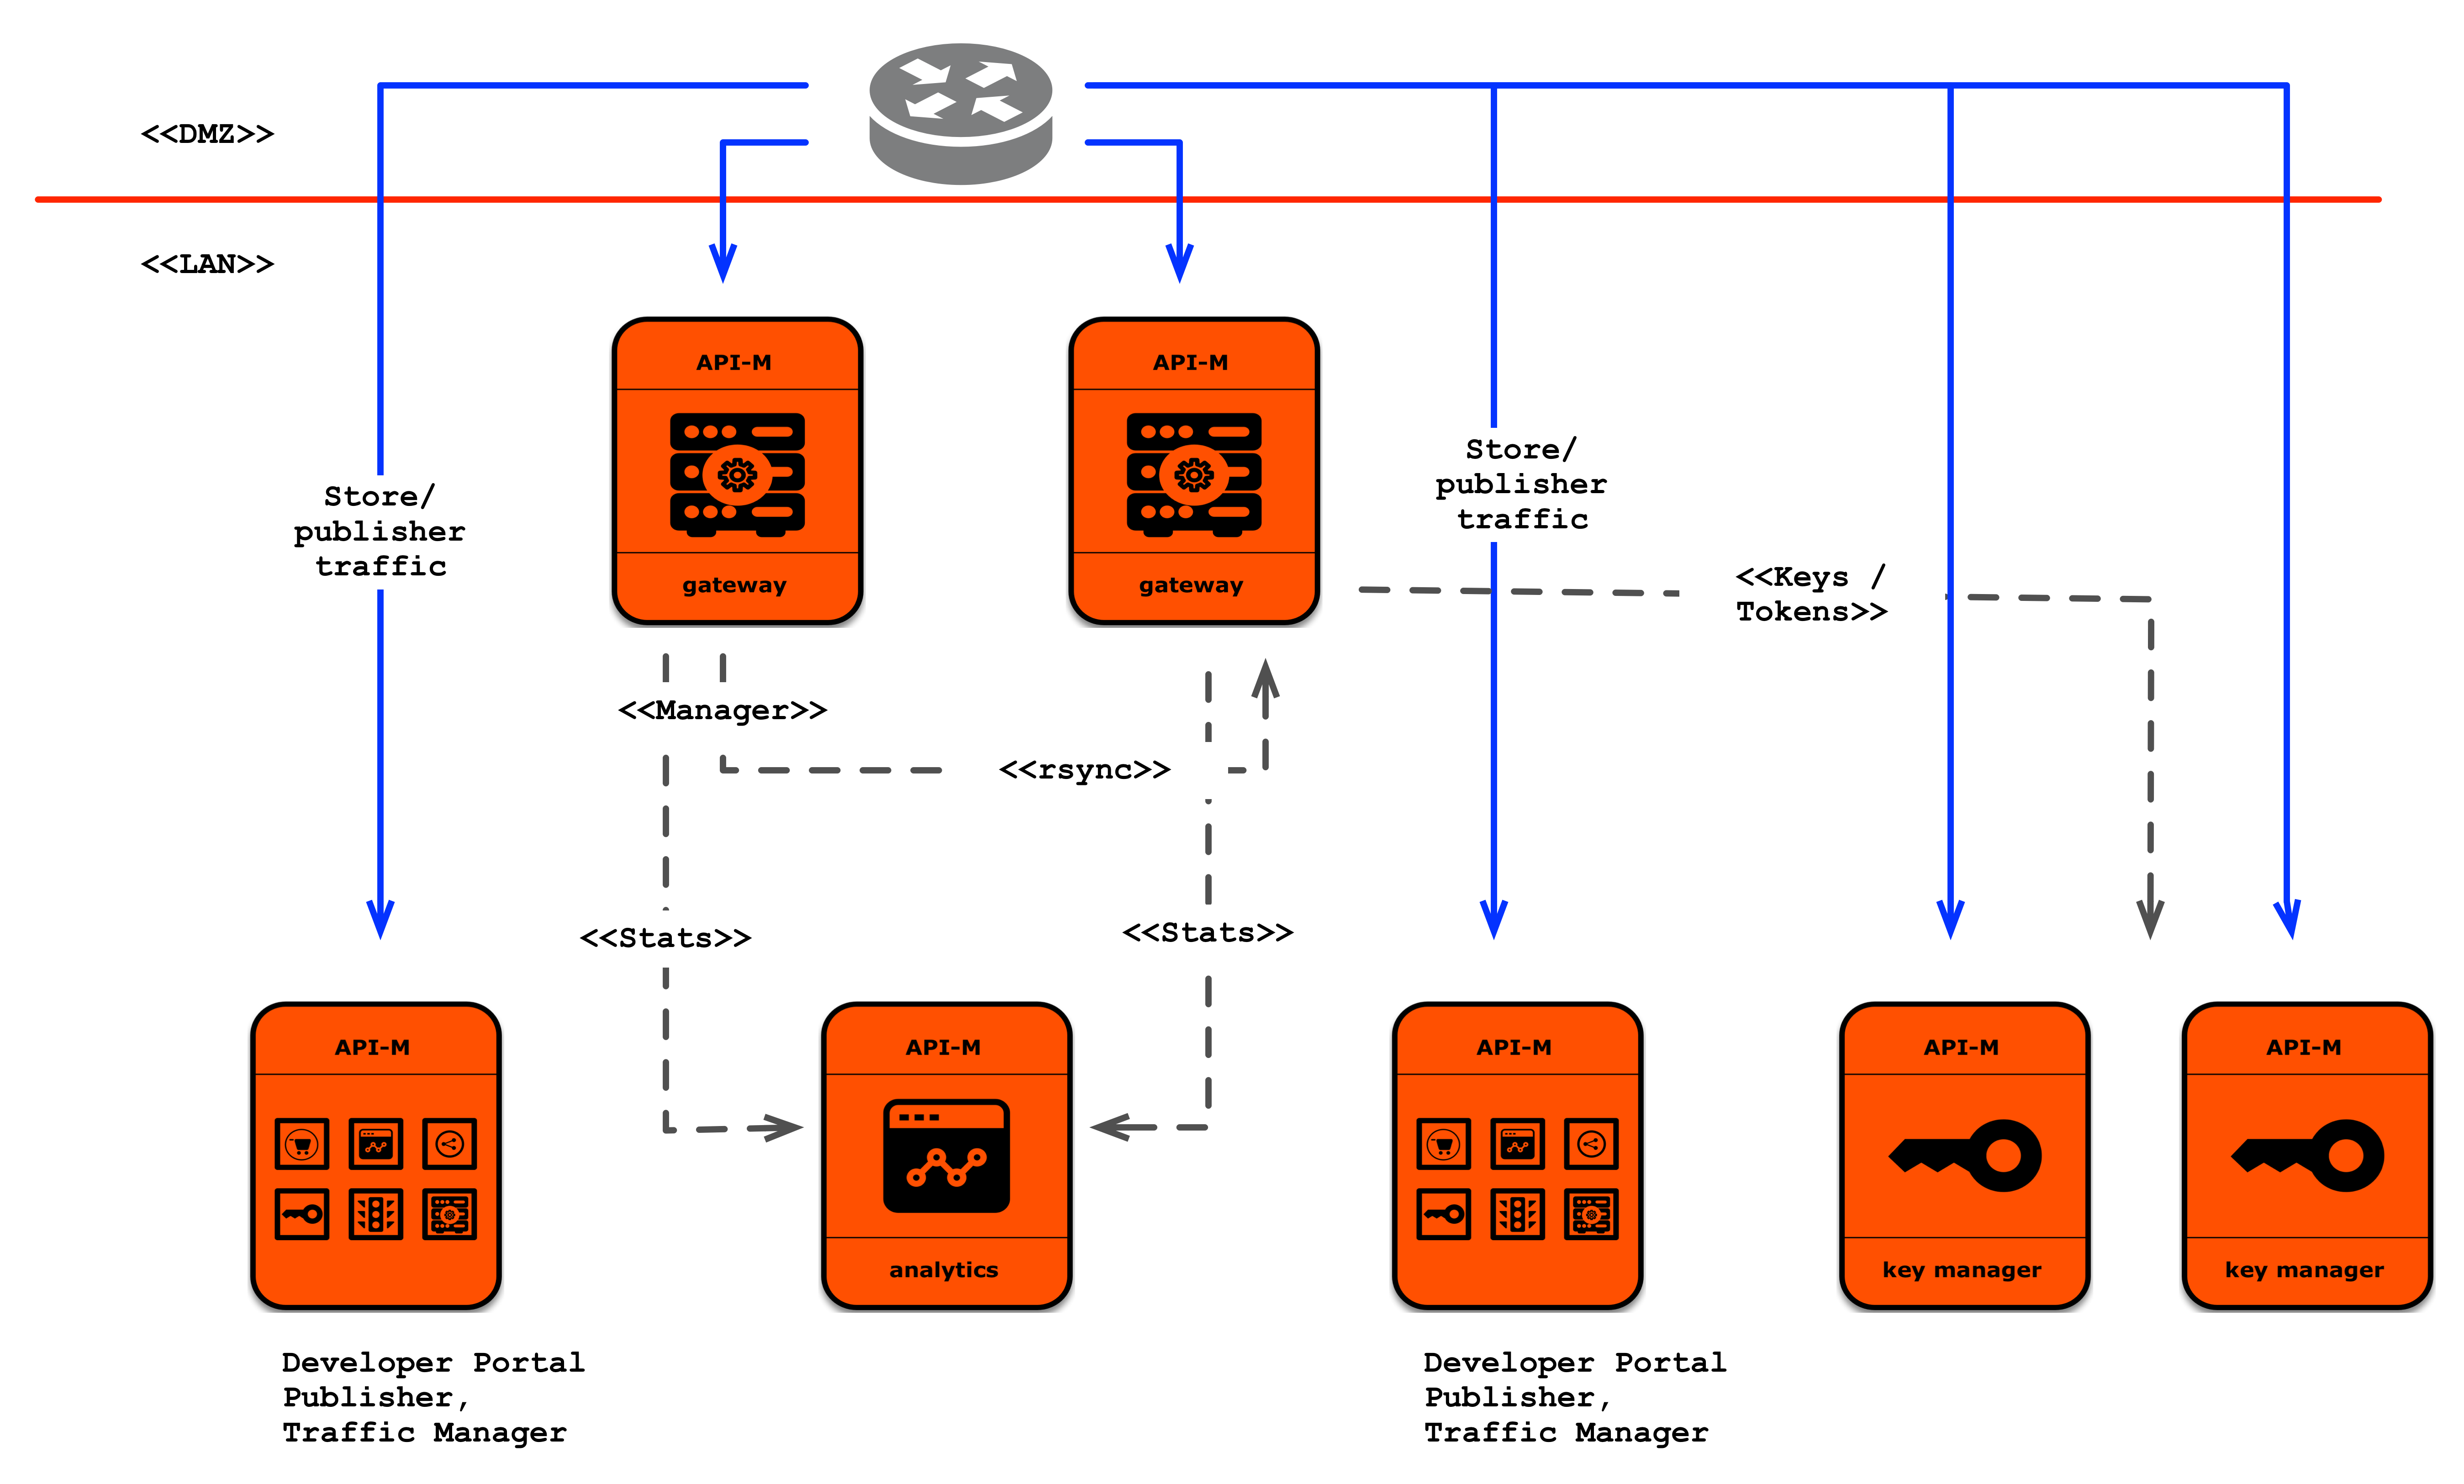 <<DMZ>>
<<LAN>>
API-M
gateway
API-M
gateway
Store/
publisher
traffic
Store/
publisher
traffic
<<Keys /
Tokens>>
<<Manager>>
<<rsync>>
<<Stats>>
<<Stats>>
API-M
API-M
analytics
API-M
API-M
key manager
API-M
key manager
Developer Portal
Publisher,
Traffic Manager
Developer Portal
Publisher,
Traffic Manager